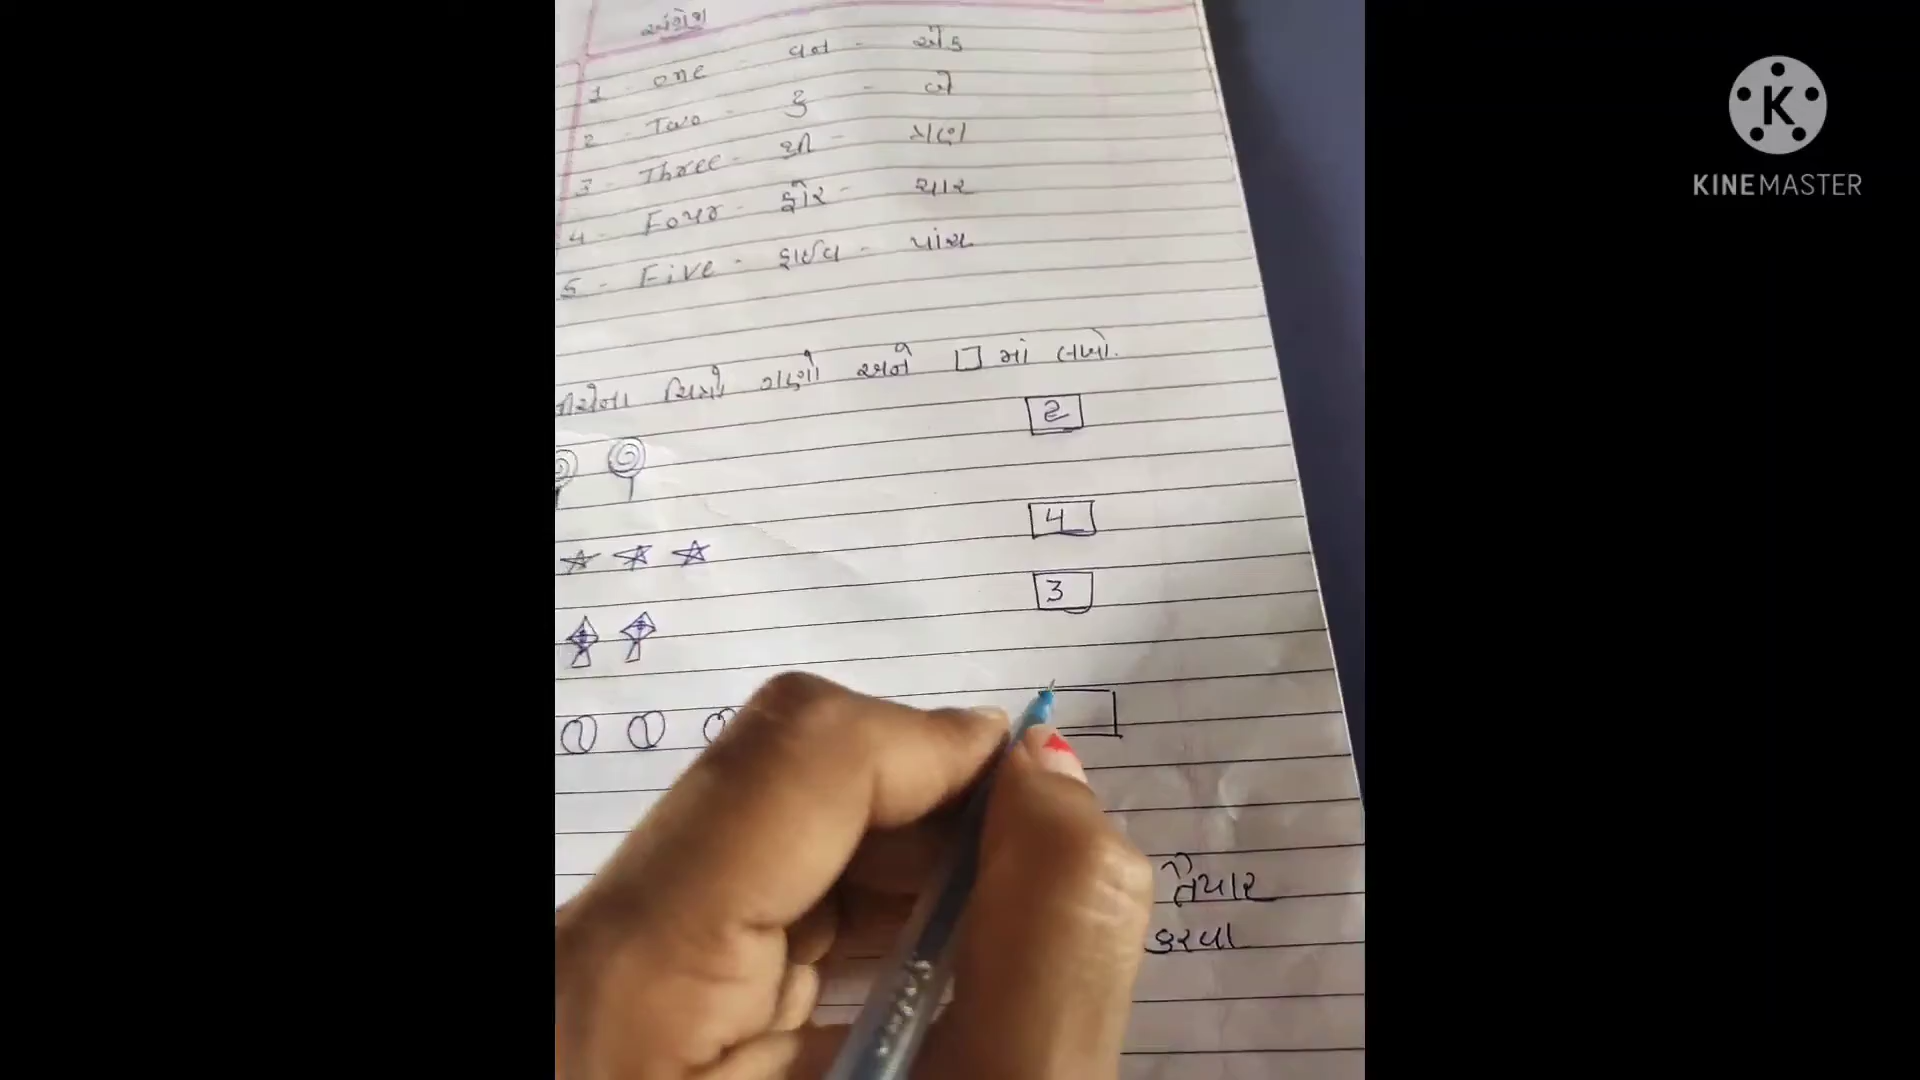 અંગ્રેજી
1 - one - વન - એક
2 - Two - ટુ - બે
3 - Three - થ્રી - ત્રણ
4 - Four - ફોર - ચાર
5 - Five - ફાઈવ - પાંચ
નીચેના ચિત્રો ગણો અને □ માં લખો.
2
4
3
તૈયાર
કરવા
K
KINEMASTER